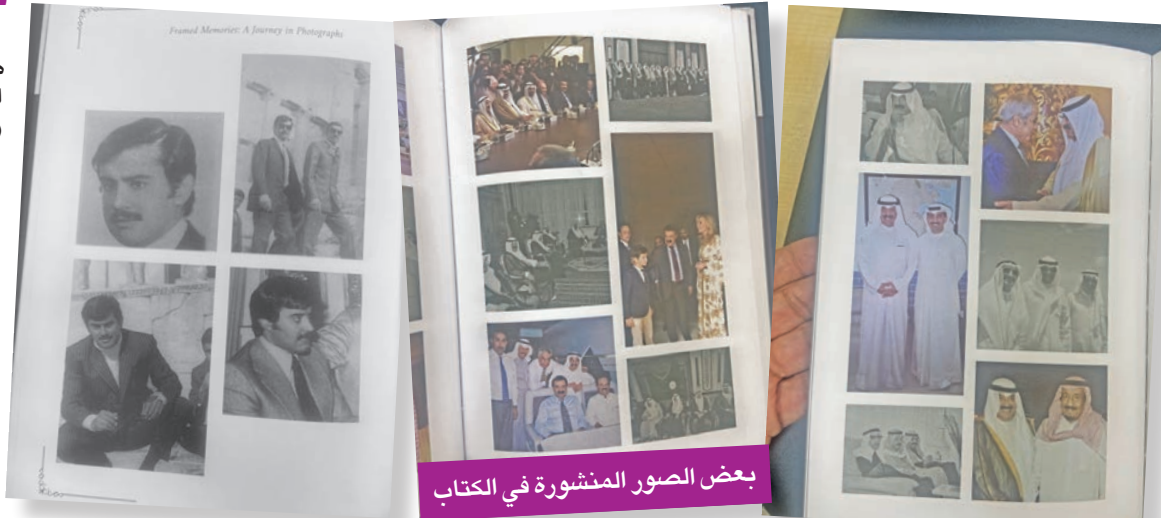 Framed Memories: A Journey in Photographs
بعض الصور المنشورة في الكتاب